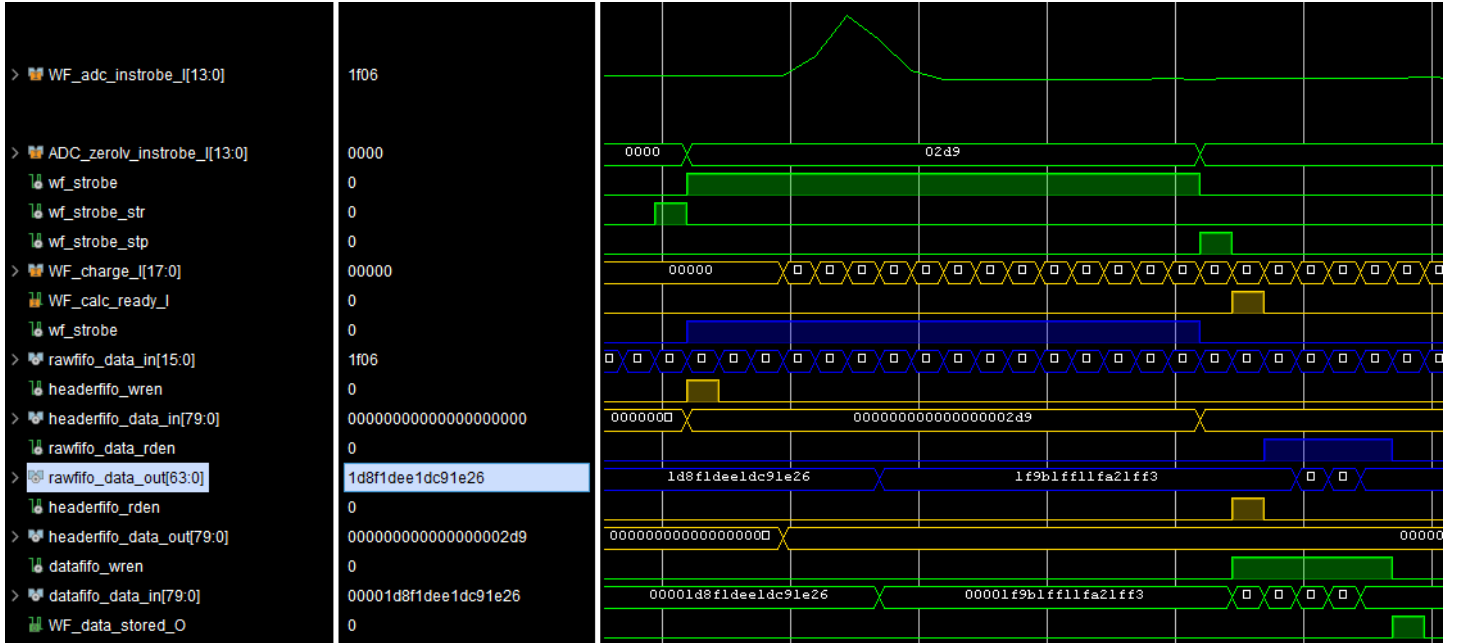 WF_adc_instrobe_I[13:0] 1f06
ADC_zerolv_instrobe_I[13:0] 0000 0000 02d9
wf_strobe 0
wf_strobe_str 0
wf_strobe_stp 0
WF_charge_I[17:0] 00000 00000
WF_calc_ready_I 0
wf_strobe 0
rawfifo_data_in[15:0] 1f06
headerfifo_wren 0
headerfifo_data_in[79:0] 00000000000000000000 000000 000000000000000002d9
rawfifo_data_rden 0
rawfifo_data_out[63:0] 1d8f1dee1dc91e26 1d8f1dee1dc91e26 1f9b1ff11fa21ff3
headerfifo_rden 0
headerfifo_data_out[79:0] 000000000000000002d9 00000000000000000 00000
datafifo_wren 0
datafifo_data_in[79:0] 00001d8f1dee1dc91e26 00001d8f1dee1dc91e26 00001f9b1ff11fa21ff3
WF_data_stored_O 0